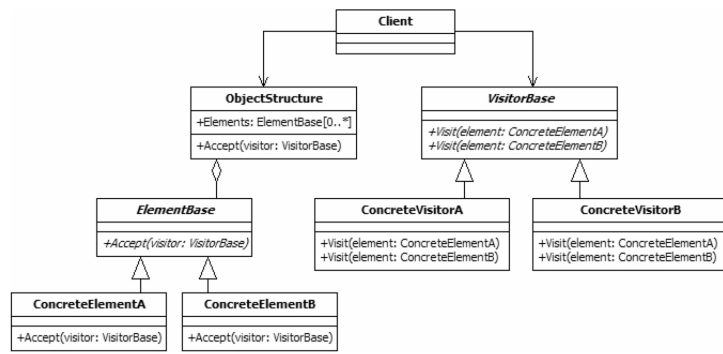 Client
ObjectStructure
+Elements: ElementBase[0..*]
+Accept(visitor: VisitorBase)
VisitorBase
+Visit(element: ConcreteElementA)
+Visit(element: ConcreteElementB)
ElementBase
+Accept(visitor: VisitorBase)
ConcreteVisitorA
+Visit(element: ConcreteElementA)
+Visit(element: ConcreteElementB)
ConcreteVisitorB
+Visit(element: ConcreteElementA)
+Visit(element: ConcreteElementB)
ConcreteElementA
+Accept(visitor: VisitorBase)
ConcreteElementB
+Accept(visitor: VisitorBase)